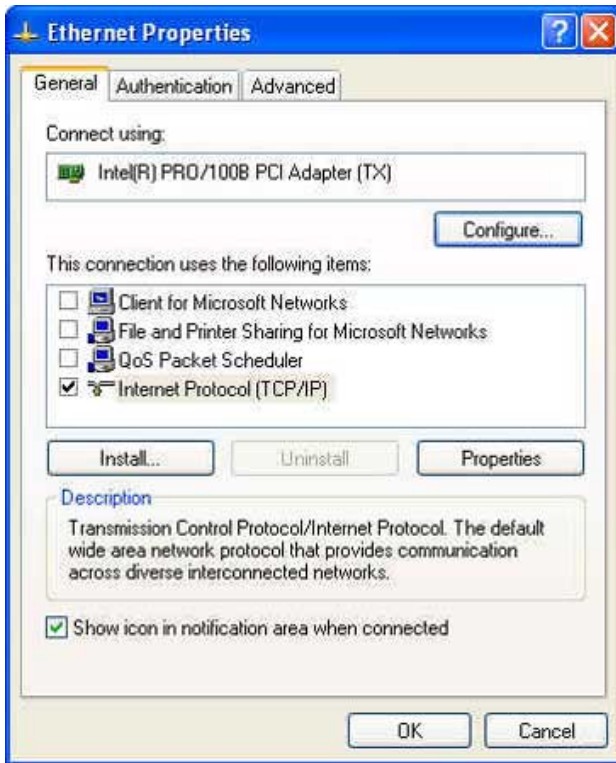 Ethernet Properties
General Authentication Advanced
Connect using:
Intel(R) PRO/100B PCI Adapter (TX)
Configure...
This connection uses the following items:
Client for Microsoft Networks
File and Printer Sharing for Microsoft Networks
QoS Packet Scheduler
Internet Protocol (TCP/IP)
Install... Uninstall Properties
Description
Transmission Control Protocol/Internet Protocol. The default
wide area network protocol that provides communication
across diverse interconnected networks.
Show icon in notification area when connected
OK Cancel